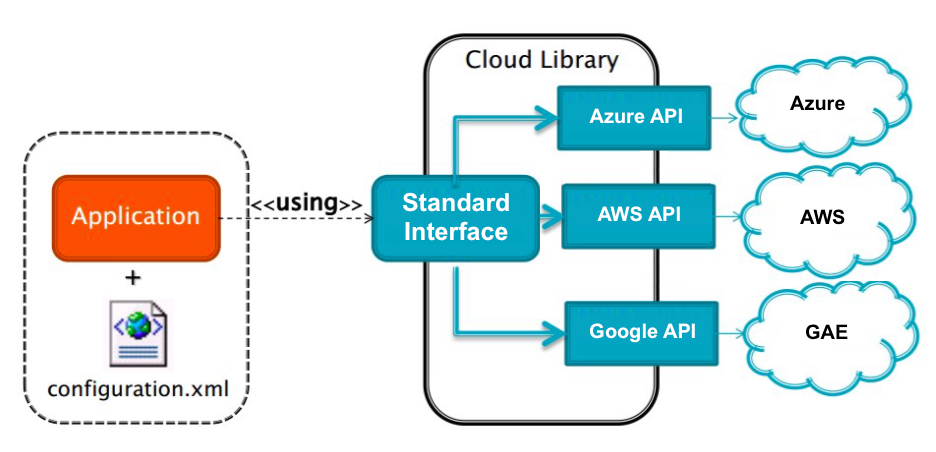 Cloud Library
Azure API
Azure
Application
<<using>>
Standard
Interface
AWS API
AWS
+
configuration.xml
Google API
GAE